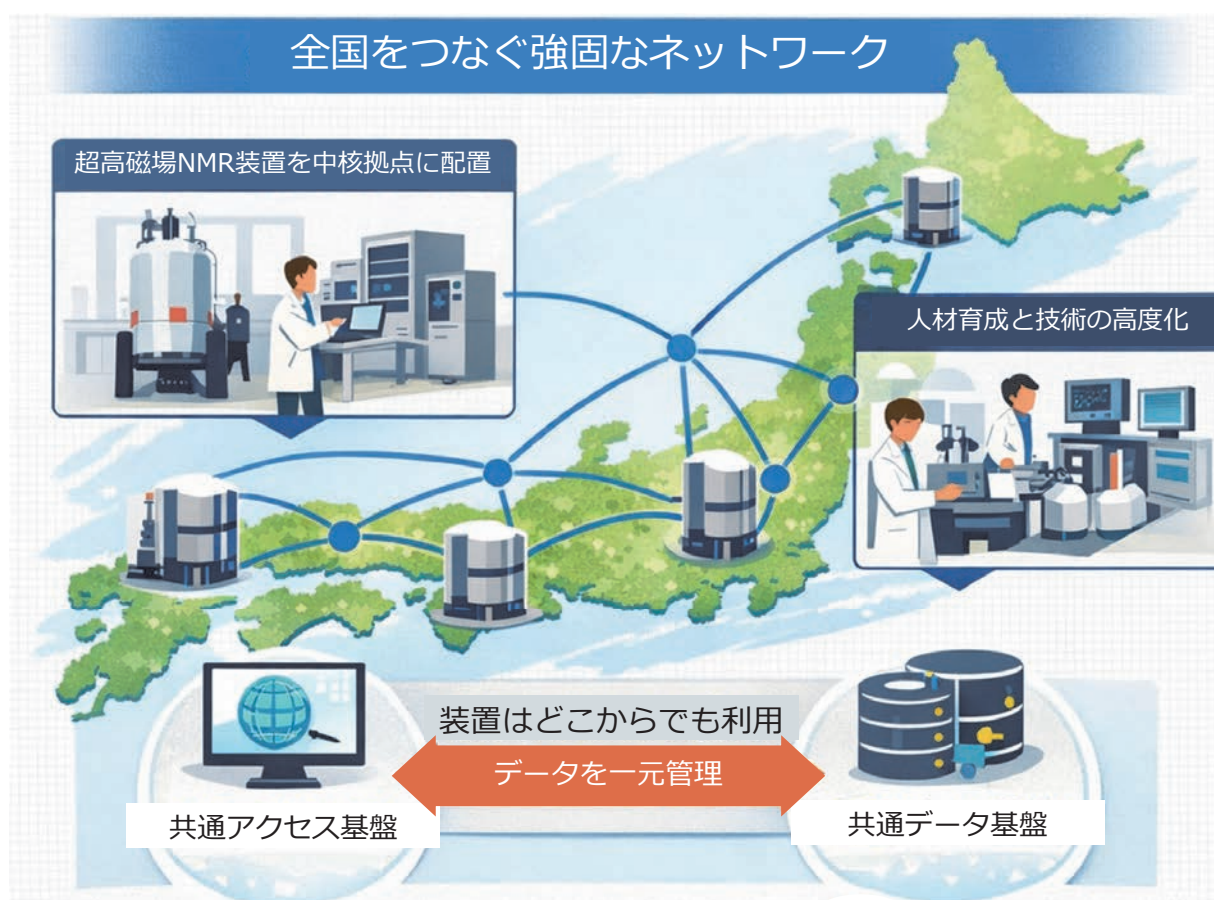 全国をつなぐ強固なネットワーク
超高磁場NMR装置を中核拠点に配置
人材育成と技術の高度化
装置はどこからでも利用
データを一元管理
共通アクセス基盤
共通データ基盤